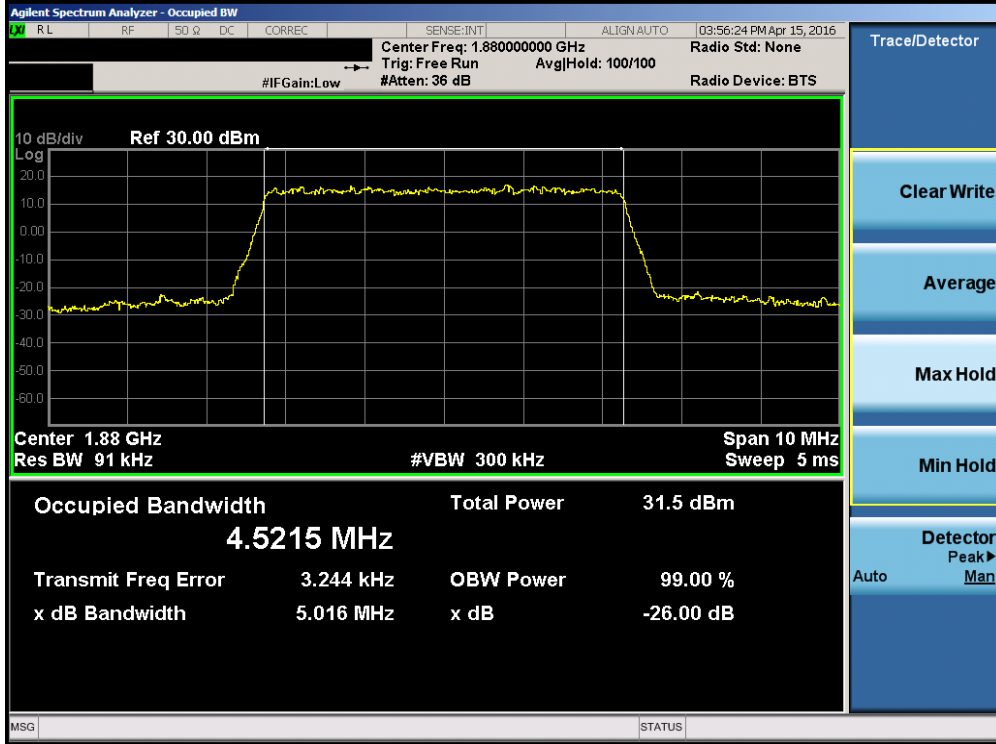 Agilent Spectrum Analyzer - Occupied BW
LXI RL RF 50 Ω DC CORREC SENSE:INT ALIGN AUTO 03:56:24 PM Apr 15, 2016
Center Freq: 1.880000000 GHz Radio Std: None
Trig: Free Run Avg|Hold: 100/100
#IFGain:Low #Atten: 36 dB Radio Device: BTS
10 dB/div Ref 30.00 dBm
Log
20.0
10.0
0.00
-10.0
-20.0
-30.0
-40.0
-50.0
-60.0
Center 1.88 GHz Span 10 MHz
Res BW 91 kHz #VBW 300 kHz Sweep 5 ms
Occupied Bandwidth Total Power 31.5 dBm
4.5215 MHz
Transmit Freq Error 3.244 kHz OBW Power 99.00 %
x dB Bandwidth 5.016 MHz x dB -26.00 dB
MSG STATUS
Trace/Detector
Clear Write
Average
Max Hold
Min Hold
Detector
Peak▶
Auto Man